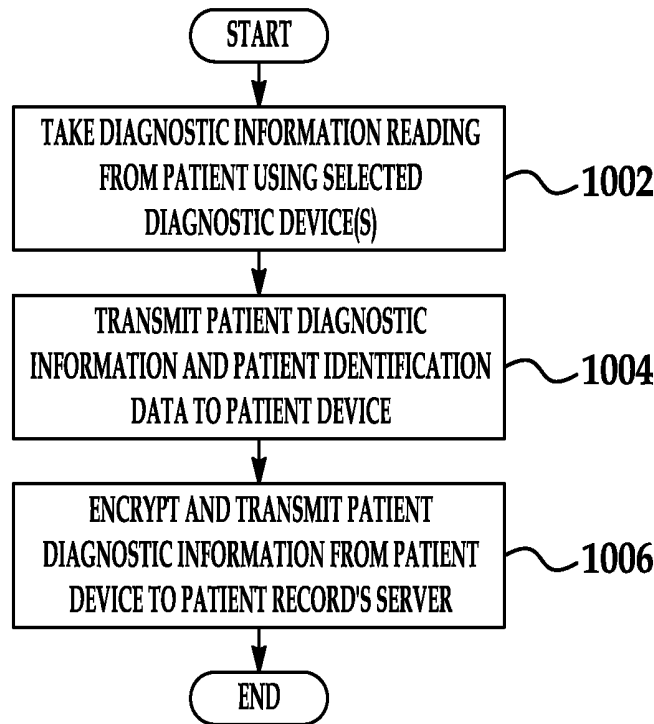 START
TAKE DIAGNOSTIC INFORMATION READING
FROM PATIENT USING SELECTED
DIAGNOSTIC DEVICE(S)
1002
TRANSMIT PATIENT DIAGNOSTIC
INFORMATION AND PATIENT IDENTIFICATION
DATA TO PATIENT DEVICE
1004
ENCRYPT AND TRANSMIT PATIENT
DIAGNOSTIC INFORMATION FROM PATIENT
DEVICE TO PATIENT RECORD'S SERVER
1006
END